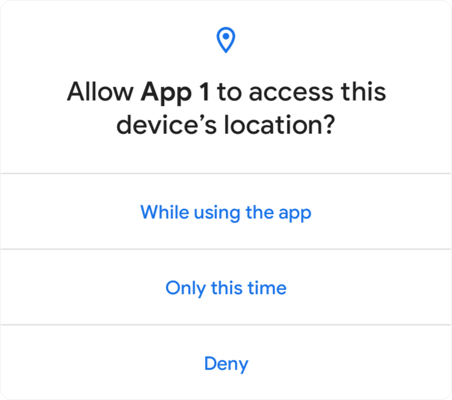 Allow App 1 to access this
device’s location?
While using the app
Only this time
Deny